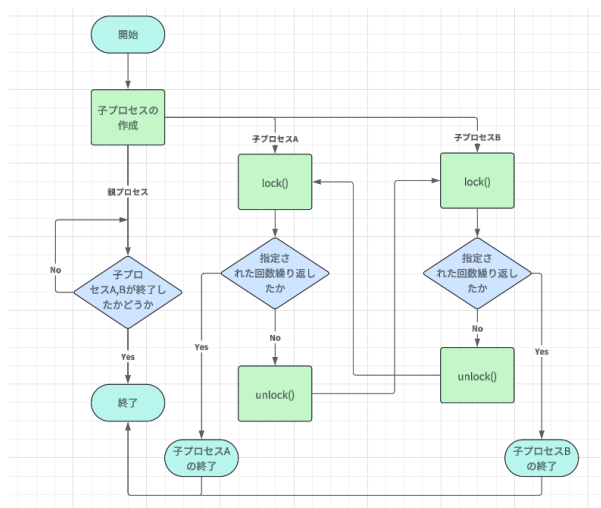 開始
子プロセスの
作成
子プロセスA
子プロセスB
親プロセス
lock()
lock()
No
子プロ
セスA,Bが終了し
たかどうか
指定さ
れた回数繰り返し
たか
指定さ
れた回数繰り返し
たか
Yes
Yes
No
No
Yes
終了
unlock()
unlock()
子プロセスA
の終了
子プロセスB
の終了